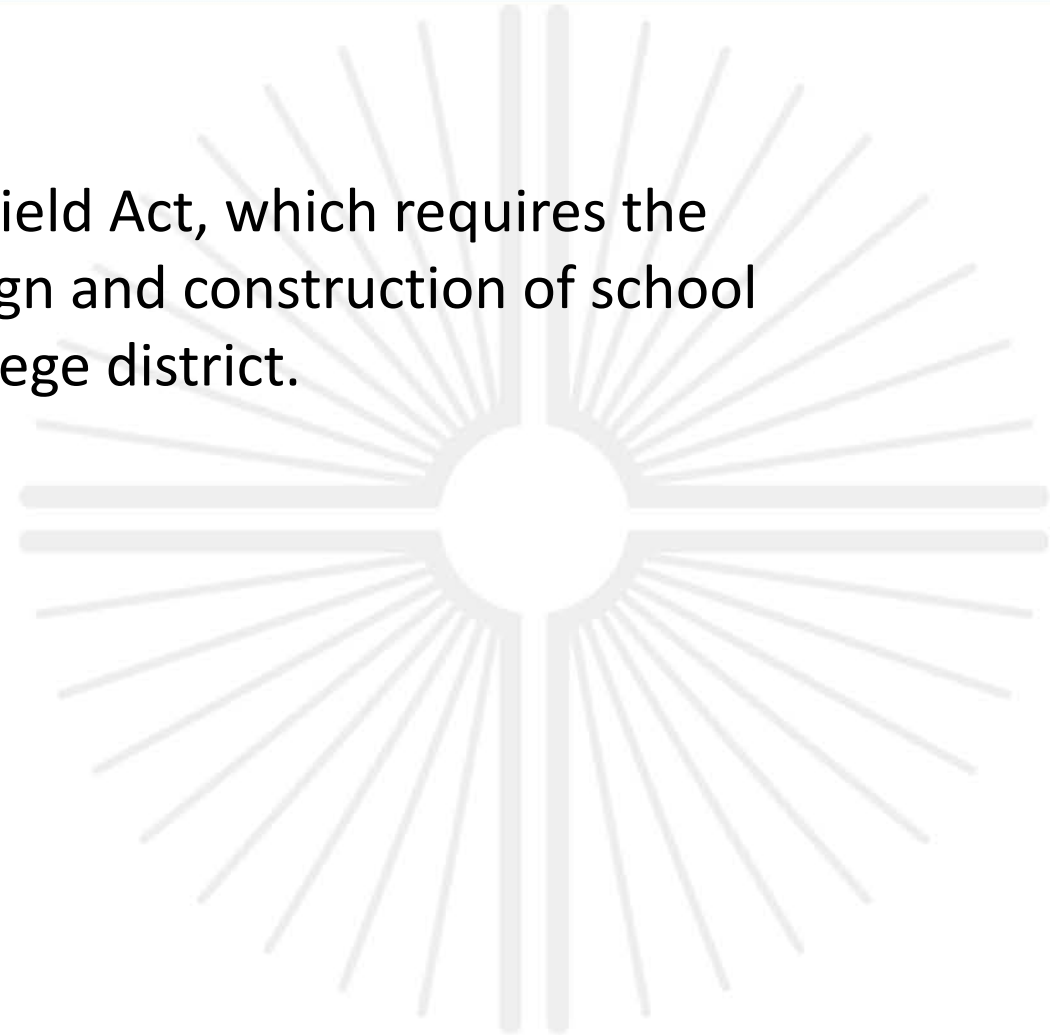 ield Act, which requires the
gn and construction of school
ege district.